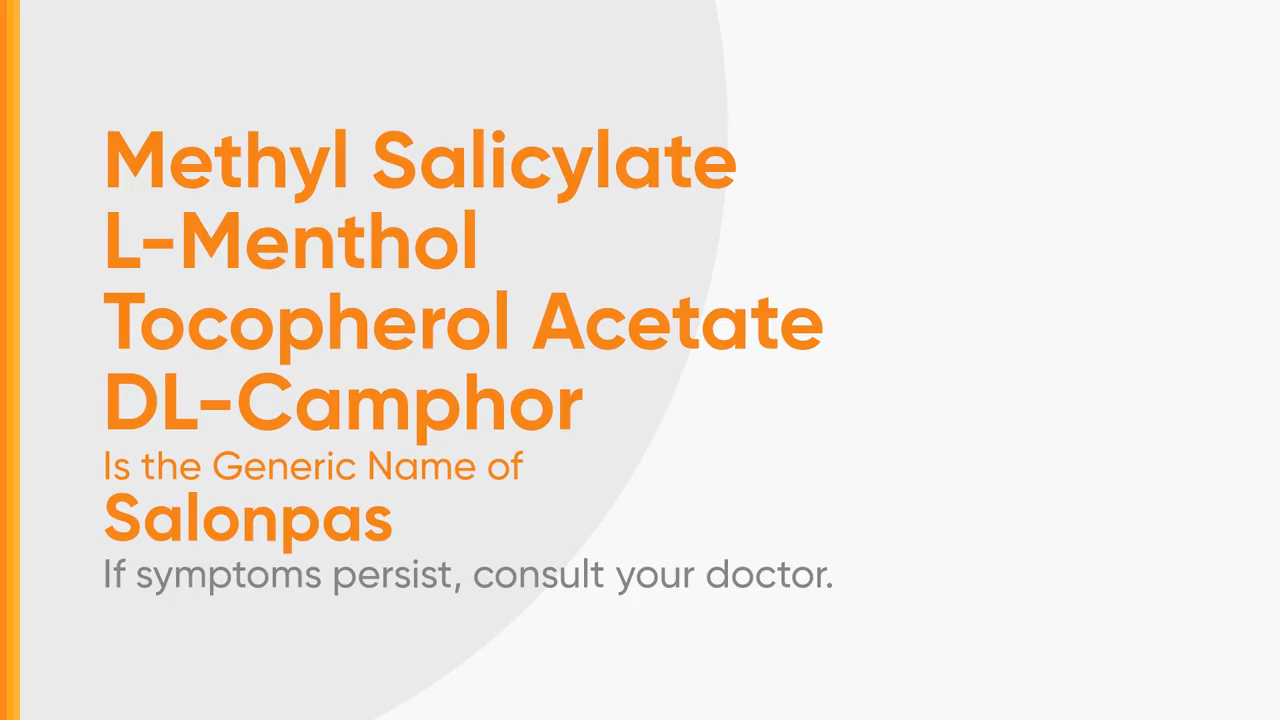 Methyl Salicylate
L-Menthol
Tocopherol Acetate
DL-Camphor
Is the Generic Name of
Salonpas
If symptoms persist, consult your doctor.